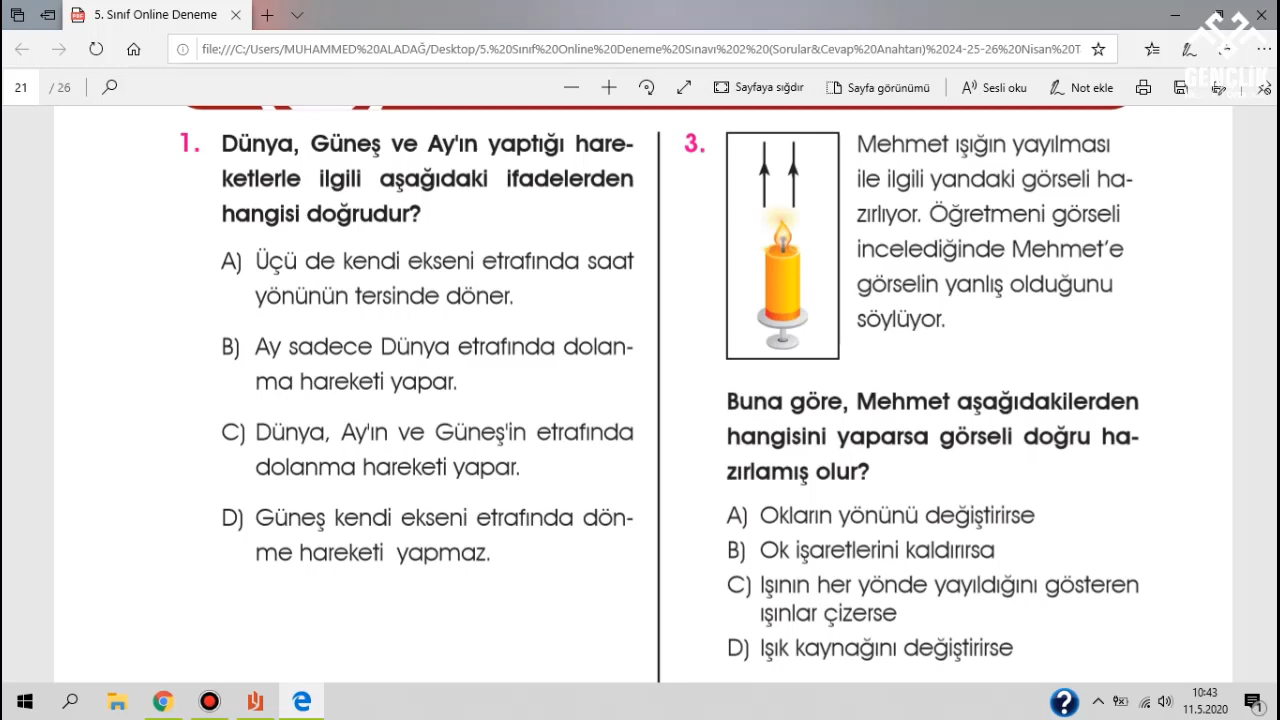 5. Sınıf Online Deneme
file:///C:/Users/MUHAMMED%20ALADAĞ/Desktop/5.%20Sınıf%20Online%20Deneme%20Sınavı%202%20(Sorular&Cevap%20Anahtarı)%2024-25-26%20Nisan%20T
GENÇLİK
21 / 26 Sayfaya sığdır Sayfa görünümü Sesli oku Not ekle
1. Dünya, Güneş ve Ay'ın yaptığı hare-
ketlerle ilgili aşağıdaki ifadelerden
hangisi doğrudur?
A) Üçü de kendi ekseni etrafında saat
yönünün tersinde döner.
B) Ay sadece Dünya etrafında dolan-
ma hareketi yapar.
C) Dünya, Ay'ın ve Güneş'in etrafında
dolanma hareketi yapar.
D) Güneş kendi ekseni etrafında dön-
me hareketi yapmaz.
3. Mehmet ışığın yayılması
ile ilgili yandaki görseli ha-
zırlıyor. Öğretmeni görseli
incelediğinde Mehmet'e
görselin yanlış olduğunu
söylüyor.
Buna göre, Mehmet aşağıdakilerden
hangisini yaparsa görseli doğru ha-
zırlamış olur?
A) Okların yönünü değiştirirse
B) Ok işaretlerini kaldırırsa
C) Işının her yönde yayıldığını gösteren
ışınlar çizerse
D) Işık kaynağını değiştirirse
10:43
11.5.2020